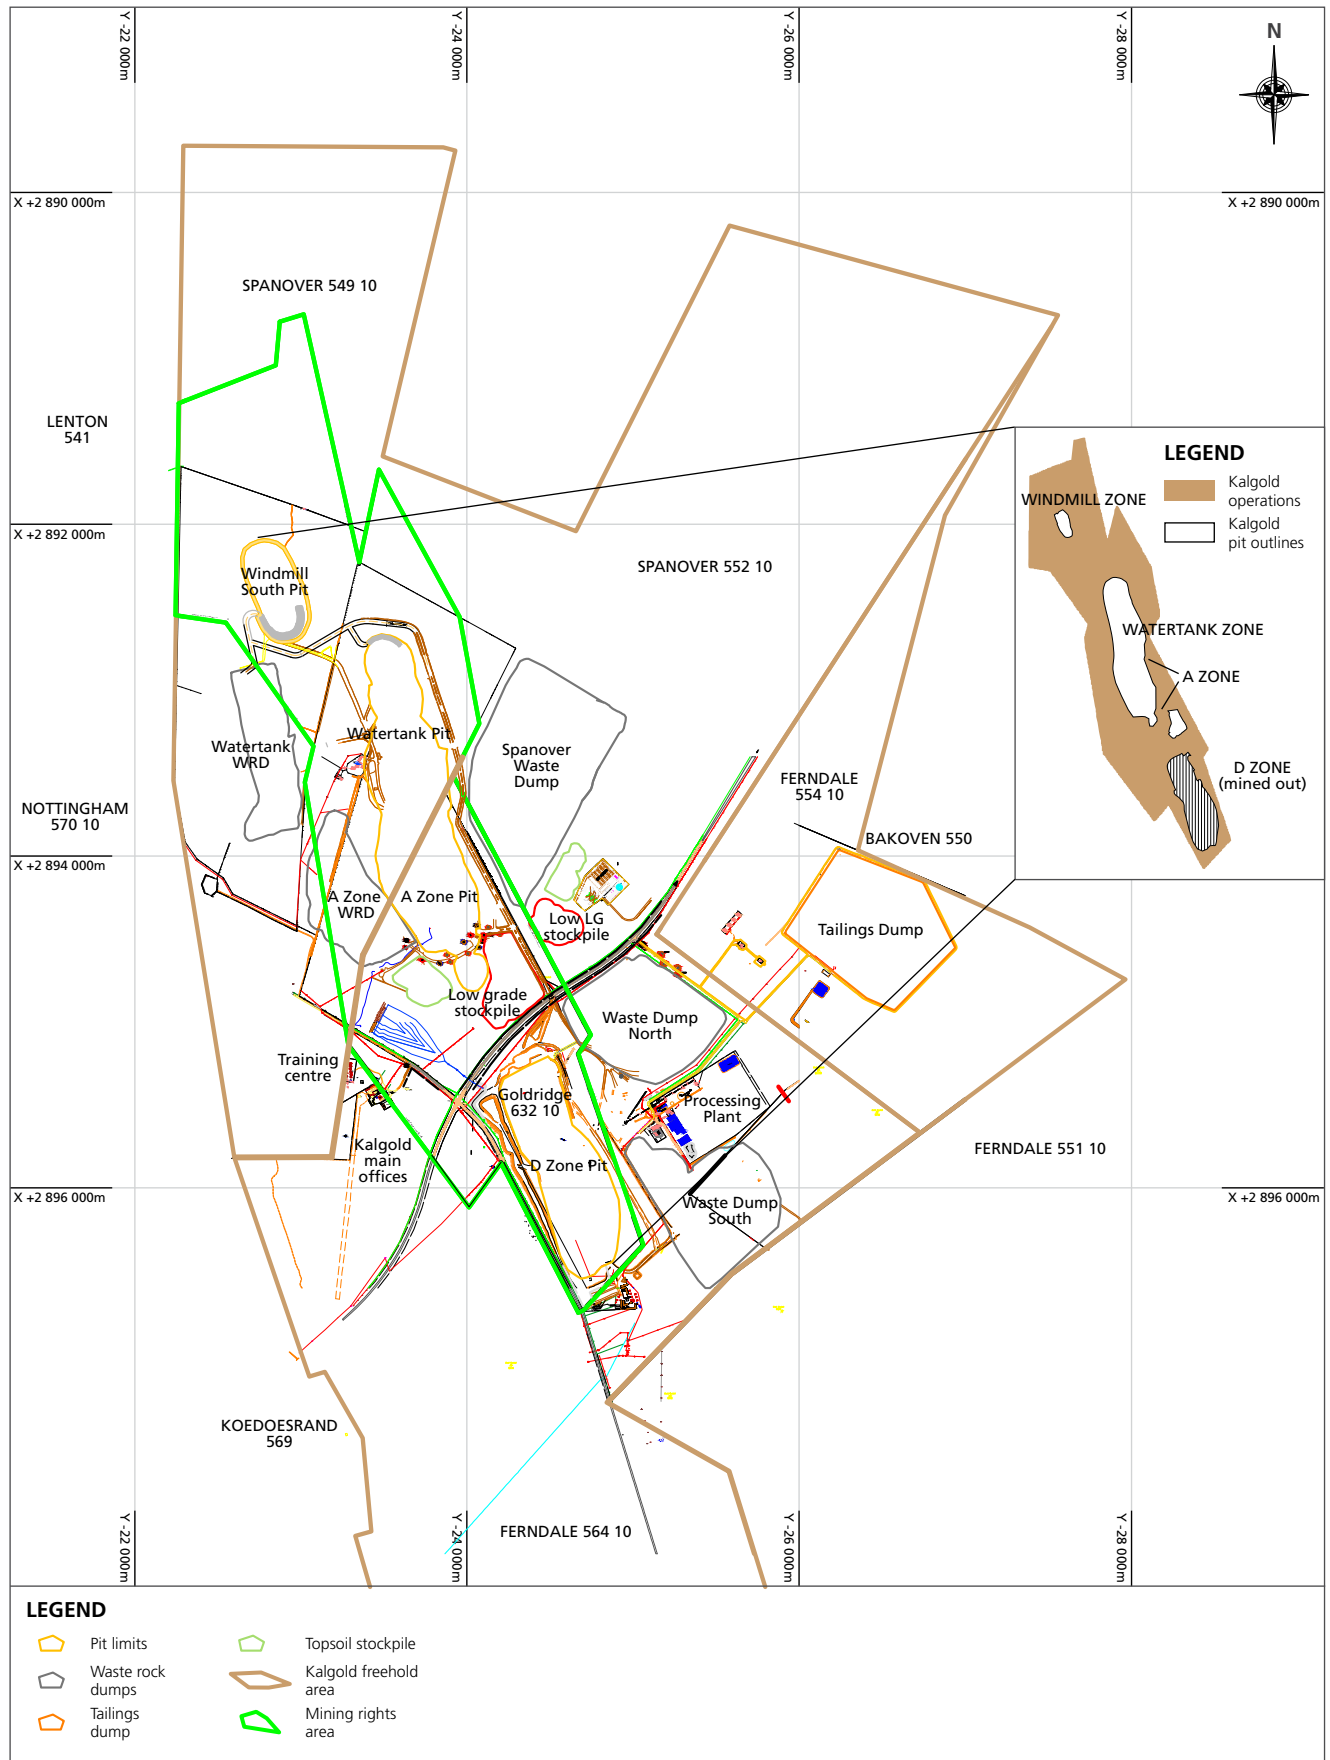 Y -22 000m
Y -24 000m
Y -26 000m
Y -28 000m
N
X +2 890 000m
X +2 890 000m
SPANOVER 549 10
LENTON
541
LEGEND
Kalgold
operations
Kalgold
pit outlines
WINDMILL ZONE
WATERTANK ZONE
A ZONE
D ZONE
(mined out)
X +2 892 000m
SPANOVER 552 10
Windmill
South Pit
Watertank
WRD
Watertank Pit
Spanover
Waste
Dump
FERNDALE
554 10
NOTTINGHAM
570 10
BAKOVEN 550
X +2 894 000m
A Zone
WRD
A Zone Pit
Low LG
stockpile
Tailings Dump
Low grade
stockpile
Waste Dump
North
Training
centre
Goldridge
632 10
Processing
Plant
Kalgold
main
offices
D Zone Pit
FERNDALE 551 10
X +2 896 000m
X +2 896 000m
Waste Dump
South
KOEDOESRAND
569
FERNDALE 564 10
Y -22 000m
Y -24 000m
Y -26 000m
Y -28 000m
LEGEND
Pit limits
Waste rock
dumps
Tailings
dump
Topsoil stockpile
Kalgold freehold
area
Mining rights
area